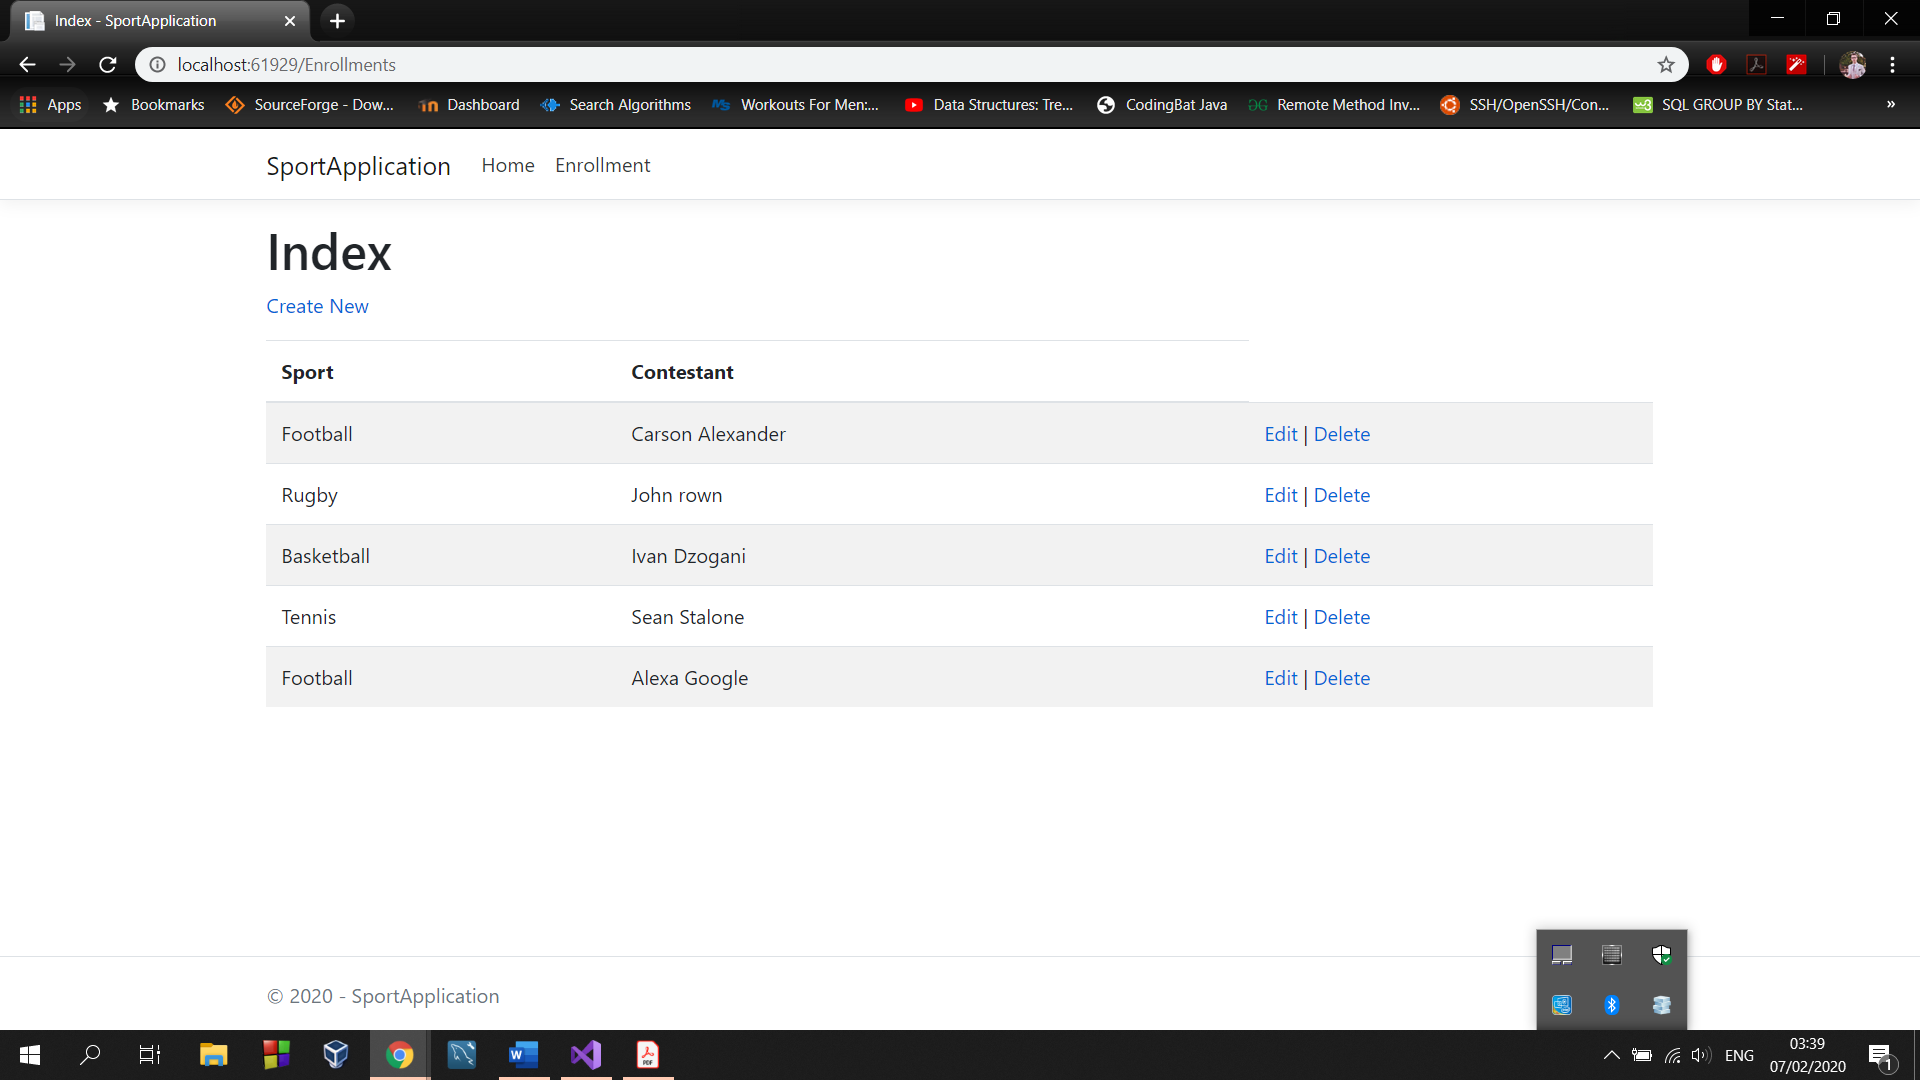 Index - SportApplication
localhost:61929/Enrollments
Apps Bookmarks SourceForge - Dow... Dashboard Search Algorithms Workouts For Men:... Data Structures: Tre... CodingBat Java Remote Method Inv... SSH/OpenSSH/Con... SQL GROUP BY Stat... »
SportApplication Home Enrollment
Index
Create New
Sport Contestant
Football Carson Alexander Edit | Delete
Rugby John rown Edit | Delete
Basketball Ivan Dzogani Edit | Delete
Tennis Sean Stalone Edit | Delete
Football Alexa Google Edit | Delete
© 2020 - SportApplication
ENG
03:39
07/02/2020
1